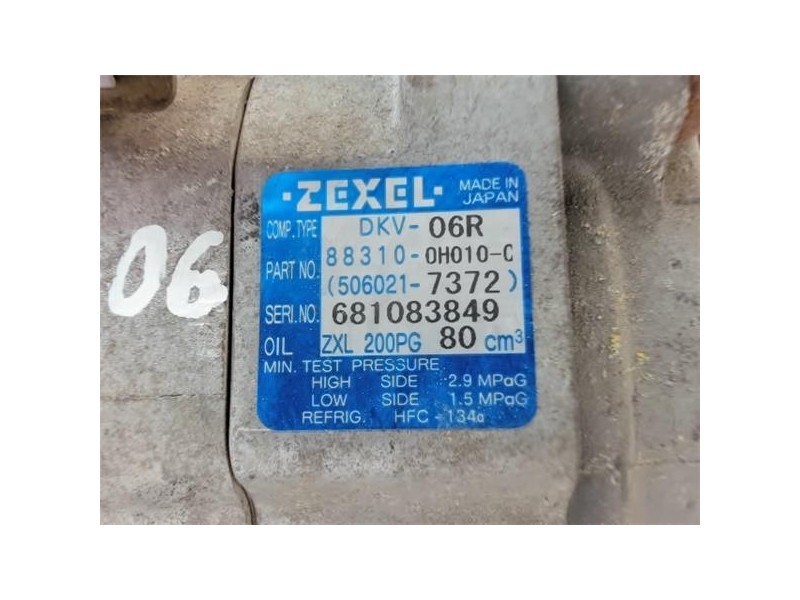 06
·ZEXEL·
MADE IN
JAPAN
COMP. TYPE DKV- 06R
PART NO. 88310- 0H010-C
(506021- 7372)
SERI.NO. 681083849
OIL ZXL 200PG 80 cm³
MIN. TEST PRESSURE
HIGH SIDE 2.9 MPaG
LOW SIDE 1.5 MPaG
REFRIG. HFC - 134a